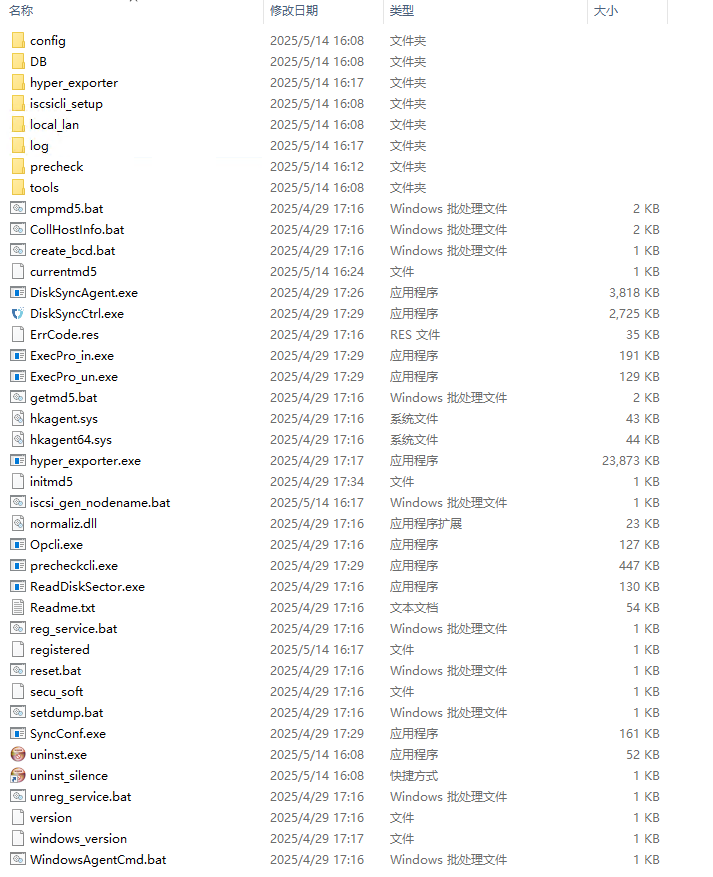 名称 修改日期 类型 大小
config 2025/5/14 16:08 文件夹
DB 2025/5/14 16:08 文件夹
hyper_exporter 2025/5/14 16:17 文件夹
iscsicli_setup 2025/5/14 16:08 文件夹
local_lan 2025/5/14 16:08 文件夹
log 2025/5/14 16:17 文件夹
precheck 2025/5/14 16:12 文件夹
tools 2025/5/14 16:08 文件夹
cmpmd5.bat 2025/4/29 17:16 Windows 批处理文件 2 KB
CollHostInfo.bat 2025/4/29 17:16 Windows 批处理文件 2 KB
create_bcd.bat 2025/4/29 17:16 Windows 批处理文件 1 KB
currentmd5 2025/5/14 16:24 文件 1 KB
DiskSyncAgent.exe 2025/4/29 17:26 应用程序 3,818 KB
DiskSyncCtrl.exe 2025/4/29 17:29 应用程序 2,725 KB
ErrCode.res 2025/4/29 17:16 RES 文件 35 KB
ExecPro_in.exe 2025/4/29 17:29 应用程序 191 KB
ExecPro_un.exe 2025/4/29 17:29 应用程序 129 KB
getmd5.bat 2025/4/29 17:16 Windows 批处理文件 2 KB
hkagent.sys 2025/4/29 17:16 系统文件 43 KB
hkagent64.sys 2025/4/29 17:16 系统文件 44 KB
hyper_exporter.exe 2025/4/29 17:17 应用程序 23,873 KB
initmd5 2025/4/29 17:34 文件 1 KB
iscsi_gen_nodename.bat 2025/5/14 16:17 Windows 批处理文件 1 KB
normaliz.dll 2025/4/29 17:16 应用程序扩展 23 KB
Opcli.exe 2025/4/29 17:16 应用程序 127 KB
precheckcli.exe 2025/4/29 17:29 应用程序 447 KB
ReadDiskSector.exe 2025/4/29 17:16 应用程序 130 KB
Readme.txt 2025/4/29 17:16 文本文档 54 KB
reg_service.bat 2025/4/29 17:16 Windows 批处理文件 1 KB
registered 2025/5/14 16:17 文件 1 KB
reset.bat 2025/4/29 17:16 Windows 批处理文件 1 KB
secu_soft 2025/4/29 17:16 文件 1 KB
setdump.bat 2025/4/29 17:16 Windows 批处理文件 1 KB
SyncConf.exe 2025/4/29 17:29 应用程序 161 KB
uninst.exe 2025/5/14 16:08 应用程序 52 KB
uninst_silence 2025/5/14 16:08 快捷方式 1 KB
unreg_service.bat 2025/4/29 17:16 Windows 批处理文件 1 KB
version 2025/4/29 17:16 文件 1 KB
windows_version 2025/4/29 17:17 文件 1 KB
WindowsAgentCmd.bat 2025/4/29 17:16 Windows 批处理文件 1 KB